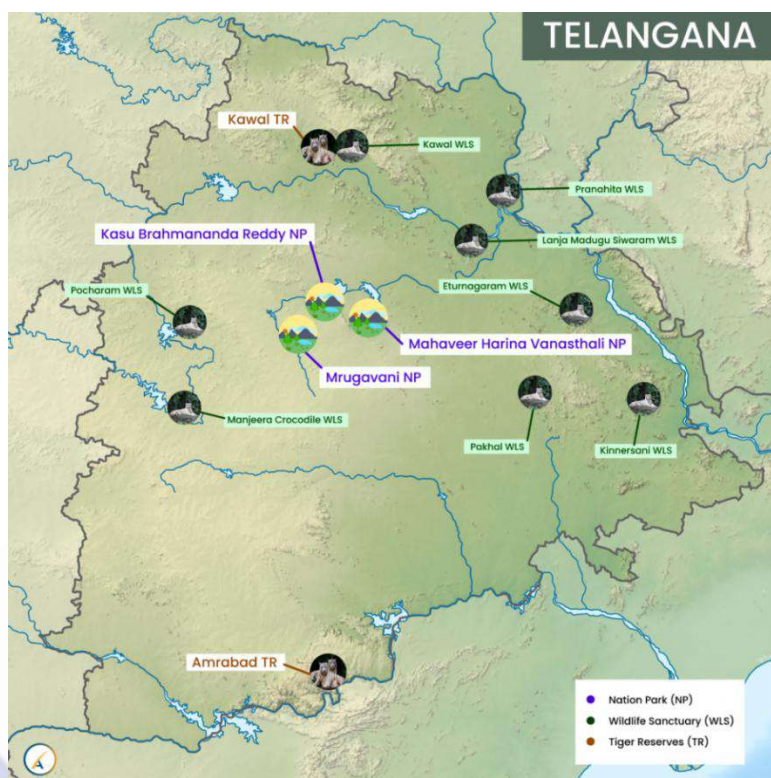 TELANGANA
Kawal TR
Kawal WLS
Pranahita WLS
Kasu Brahmananda Reddy NP
Lanja Madugu Siwaram WLS
Pocharam WLS
Eturnagaram WLS
Mahaveer Harina Vanasthali NP
Mrugavani NP
Manjeera Crocodile WLS
Pakhal WLS
Kinnersani WLS
Amrabad TR
Nation Park (NP)
Wildlife Sanctuary (WLS)
Tiger Reserves (TR)